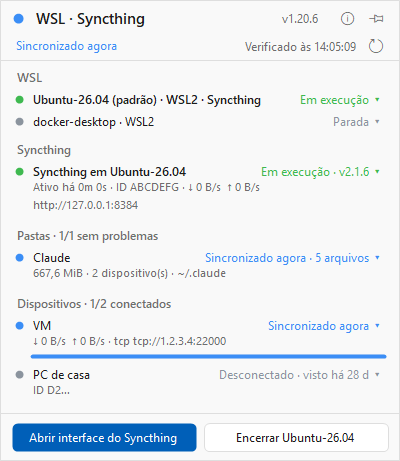 WSL · Syncthing v1.20.6
Sincronizado agora Verificado às 14:05:09
WSL
Ubuntu-26.04 (padrão) · WSL2 · Syncthing Em execução
docker-desktop · WSL2 Parada
Syncthing
Syncthing em Ubuntu-26.04 Em execução · v2.1.6
Ativo há 0m 0s · ID ABCDEFG · ↓ 0 B/s ↑ 0 B/s
http://127.0.0.1:8384
Pastas · 1/1 sem problemas
Claude Sincronizado agora · 5 arquivos
667,6 MiB · 2 dispositivo(s) · ~/.claude
Dispositivos · 1/2 conectados
VM Sincronizado agora
↓ 0 B/s ↑ 0 B/s · tcp tcp://1.2.3.4:22000
PC de casa Desconectado · visto há 28 d
ID D2...
Abrir interface do Syncthing Encerrar Ubuntu-26.04